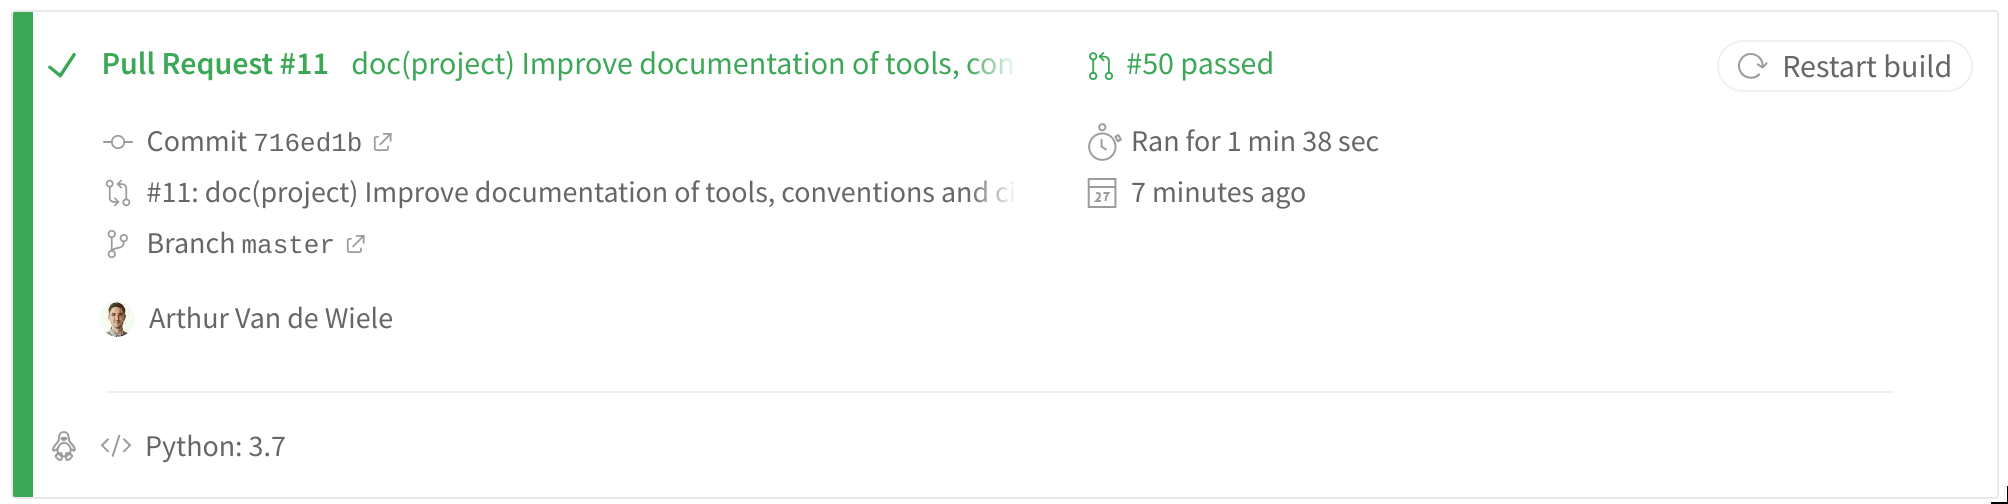 Pull Request #11 doc(project) Improve documentation of tools, con
#50 passed
Restart build
Commit 716ed1b
Ran for 1 min 38 sec
#11: doc(project) Improve documentation of tools, conventions and ci
27 7 minutes ago
Branch master
Arthur Van de Wiele
</> Python: 3.7